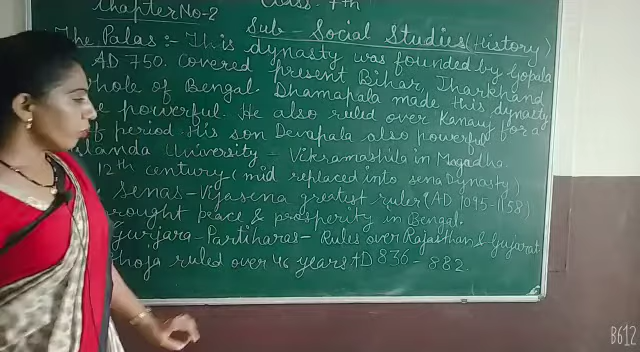 Chapter No-2 Class- 7th
Sub - Social Studies (History)
The Palas:- This dynasty was founded by Gopala
AD 750. Covered present Bihar, Jharkhand
whole of Bengal. Dhamapala made this dynasty
powerful. He also ruled over Kanauj for a
of period. His son Devapala also powerful
University - Vikramashila in Magadha.
12th century (mid replaced into sena Dynasty)
Senas - Vijasena greatest ruler (AD 1095-1158)
brought peace & prosperity in Bengal.
Gurjara-Partiharas - Rules over Rajasthan & Gujarat
Bhoja ruled over 46 years AD 836 - 882.
B612